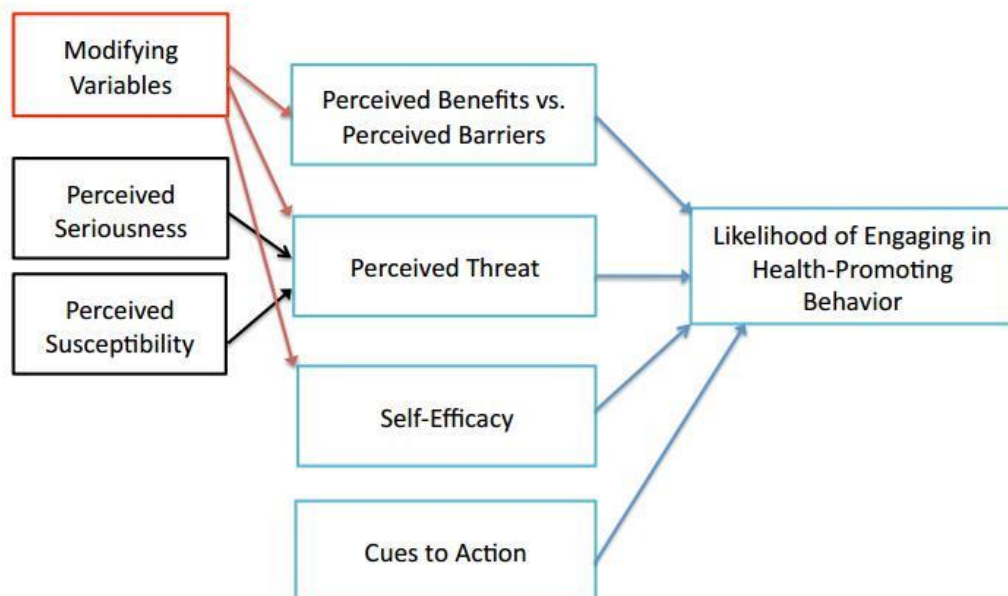 Modifying
Variables
Perceived Benefits vs.
Perceived Barriers
Perceived
Seriousness
Perceived Threat
Likelihood of Engaging in
Health-Promoting
Behavior
Perceived
Susceptibility
Self-Efficacy
Cues to Action